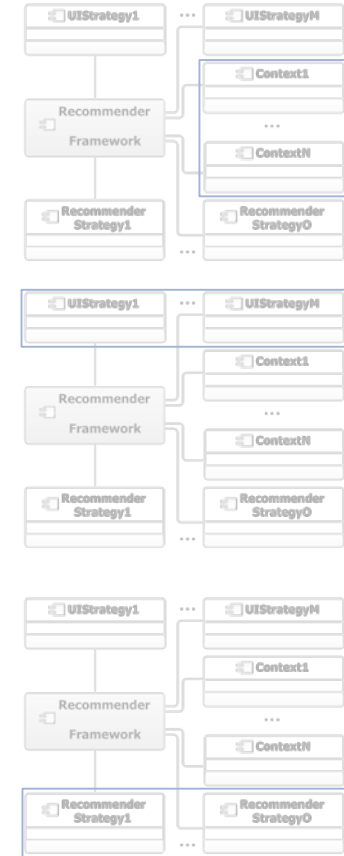 UIStrategy1 ... UIStrategyM
Context1
Recommender
Framework
...
ContextN
Recommender Strategy1
Recommender StrategyO
...
UIStrategy1 ... UIStrategyM
Context1
Recommender
Framework
...
ContextN
Recommender Strategy1
Recommender StrategyO
...
UIStrategy1 ... UIStrategyM
Context1
Recommender
Framework
...
ContextN
Recommender Strategy1
Recommender StrategyO
...